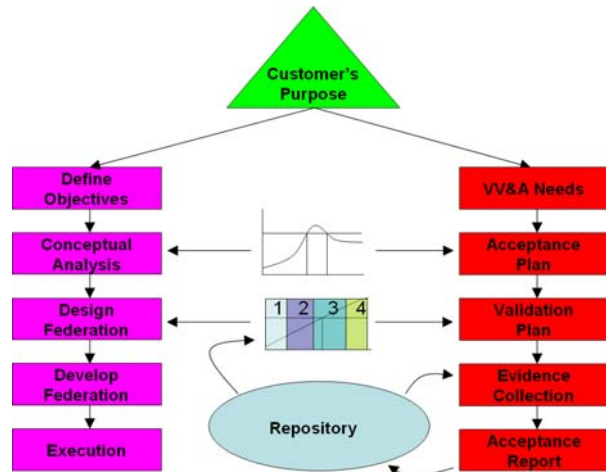 Customer's
Purpose
Define
Objectives
VV&A Needs
Conceptual
Analysis
Acceptance
Plan
Design
Federation
1 2 3 4
Validation
Plan
Develop
Federation
Evidence
Collection
Repository
Execution
Acceptance
Report